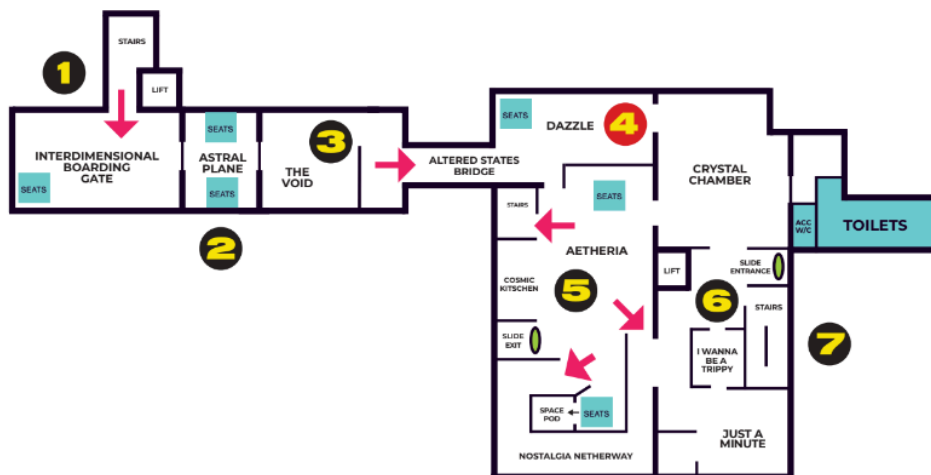 STAIRS
1
LIFT
INTERDIMENSIONAL
BOARDING
GATE
SEATS
SEATS
ASTRAL
PLANE
SEATS
2
3
THE
VOID
ALTERED STATES
BRIDGE
SEATS
DAZZLE
4
CRYSTAL
CHAMBER
SEATS
STAIRS
AETHERIA
ACC
W/C
TOILETS
COSMIC
KITSCHEN
5
LIFT
SLIDE
ENTRANCE
6
STAIRS
SLIDE
EXIT
I WANNA
BE A
TRIPPY
7
SPACE
POD
SEATS
JUST A
MINUTE
NOSTALGIA NETHERWAY